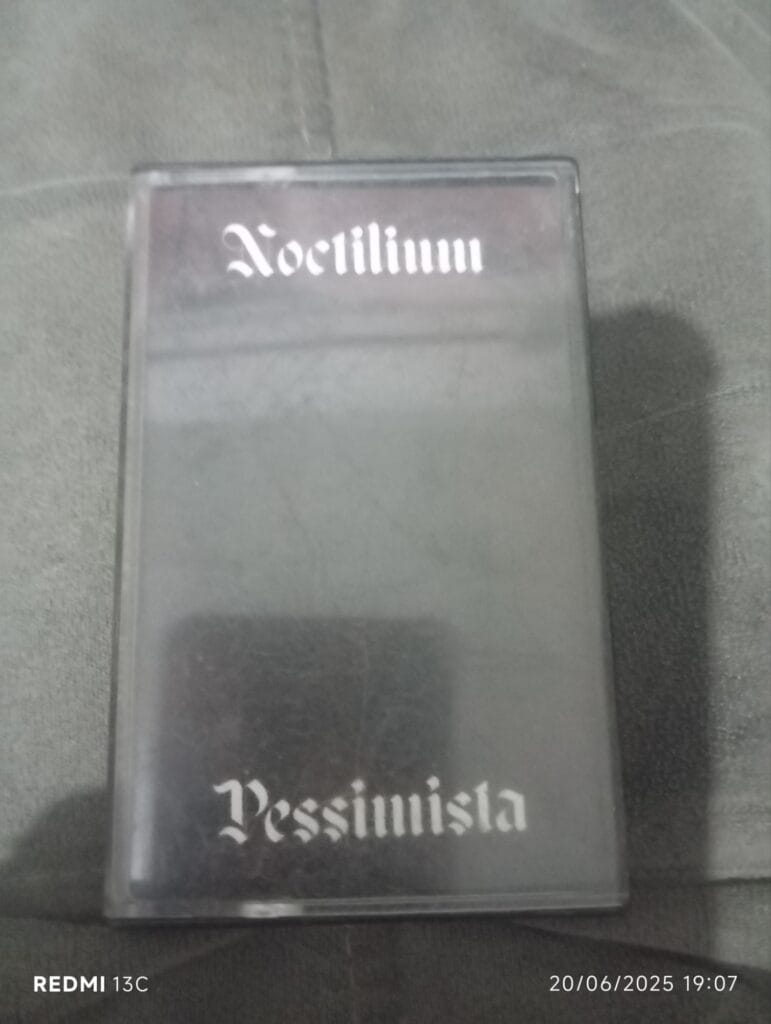 Noctilium
Pessimista
REDMI 13C
20/06/2025 19:07